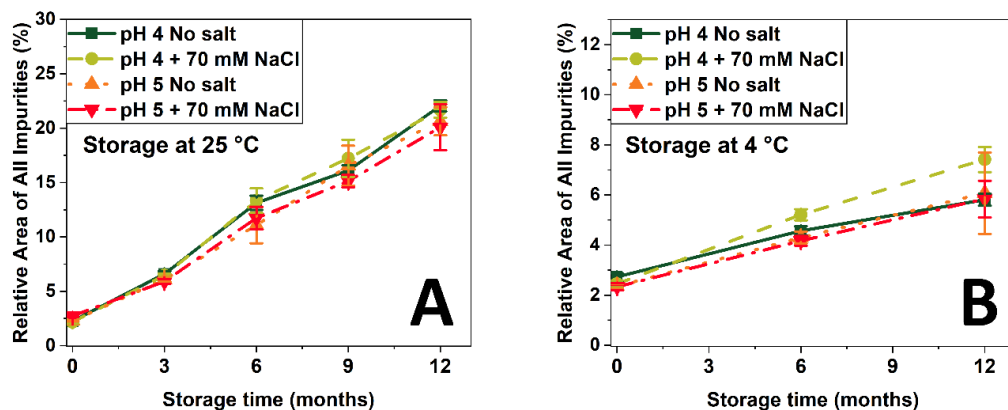 Relative Area of All Impurities (%)
30
25
20
15
10
5
0
pH 4 No salt
pH 4 + 70 mM NaCl
pH 5 No salt
pH 5 + 70 mM NaCl
Storage at 25 °C
A
0 3 6 9 12
Storage time (months)
Relative Area of All Impurities (%)
12
10
8
6
4
2
0
pH 4 No salt
pH 4 + 70 mM NaCl
pH 5 No salt
pH 5 + 70 mM NaCl
Storage at 4 °C
B
0 3 6 9 12
Storage time (months)